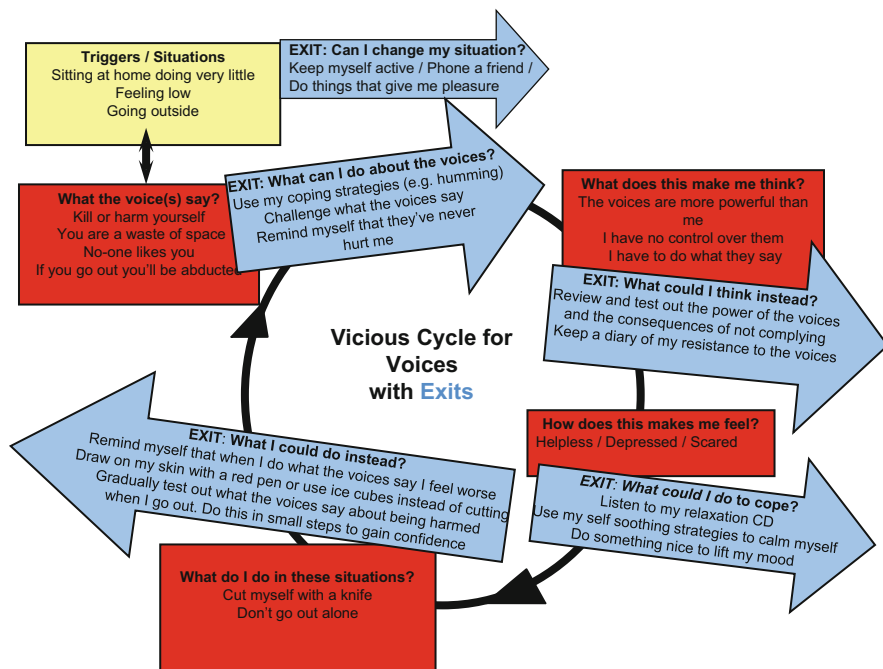 Triggers / Situations
Sitting at home doing very little
Feeling low
Going outside
EXIT: Can I change my situation?
Keep myself active / Phone a friend /
Do things that give me pleasure
What the voice(s) say?
Kill or harm yourself
You are a waste of space
No-one likes you
If you go out you’ll be abducted
EXIT: What can I do about the voices?
Use my coping strategies (e.g. humming)
Challenge what the voices say
Remind myself that they’ve never
hurt me
What does this make me think?
The voices are more powerful than
me
I have no control over them
I have to do what they say
EXIT: What could I think instead?
Review and test out the power of the voices
and the consequences of not complying
Keep a diary of my resistance to the voices
Vicious Cycle for
Voices
with Exits
How does this makes me feel?
Helpless / Depressed / Scared
EXIT: What could I do to cope?
Listen to my relaxation CD
Use my self soothing strategies to calm myself
Do something nice to lift my mood
EXIT: What I could do instead?
Remind myself that when I do what the voices say I feel worse
Draw on my skin with a red pen or use ice cubes instead of cutting
Gradually test out what the voices say about being harmed
when I go out. Do this in small steps to gain confidence
What do I do in these situations?
Cut myself with a knife
Don’t go out alone